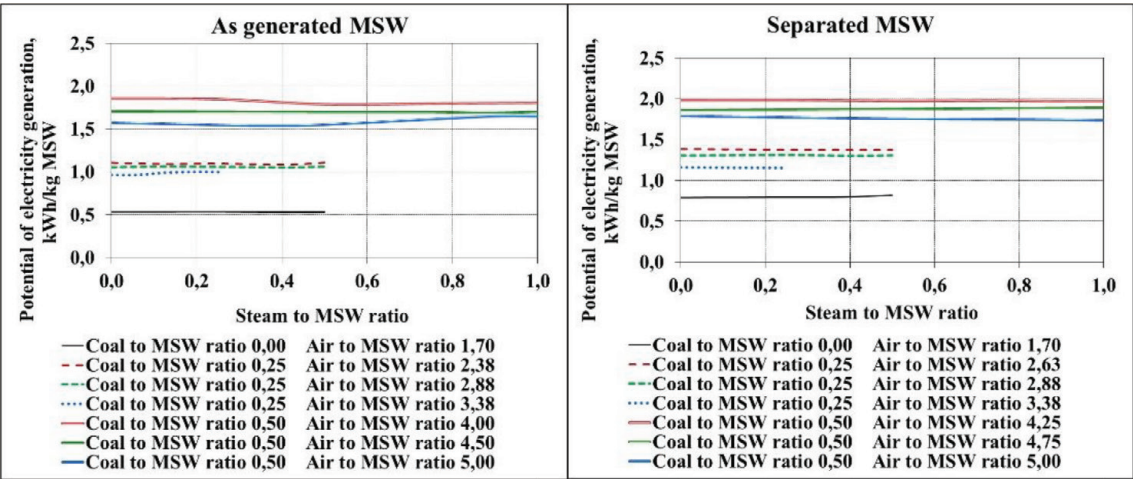 As generated MSW
Potential of electricity generation,
kWh/kg MSW
2,5
2,0
1,5
1,0
0,5
0,0
0,0 0,2 0,4 0,6 0,8 1,0
Steam to MSW ratio
Coal to MSW ratio 0,00 Air to MSW ratio 1,70
Coal to MSW ratio 0,25 Air to MSW ratio 2,38
Coal to MSW ratio 0,25 Air to MSW ratio 2,88
Coal to MSW ratio 0,25 Air to MSW ratio 3,38
Coal to MSW ratio 0,50 Air to MSW ratio 4,00
Coal to MSW ratio 0,50 Air to MSW ratio 4,50
Coal to MSW ratio 0,50 Air to MSW ratio 5,00
Separated MSW
Potential of electricity generation,
kWh/kg MSW
2,5
2,0
1,5
1,0
0,5
0,0
0,0 0,2 0,4 0,6 0,8 1,0
Steam to MSW ratio
Coal to MSW ratio 0,00 Air to MSW ratio 1,70
Coal to MSW ratio 0,25 Air to MSW ratio 2,63
Coal to MSW ratio 0,25 Air to MSW ratio 2,88
Coal to MSW ratio 0,25 Air to MSW ratio 3,38
Coal to MSW ratio 0,50 Air to MSW ratio 4,25
Coal to MSW ratio 0,50 Air to MSW ratio 4,75
Coal to MSW ratio 0,50 Air to MSW ratio 5,00